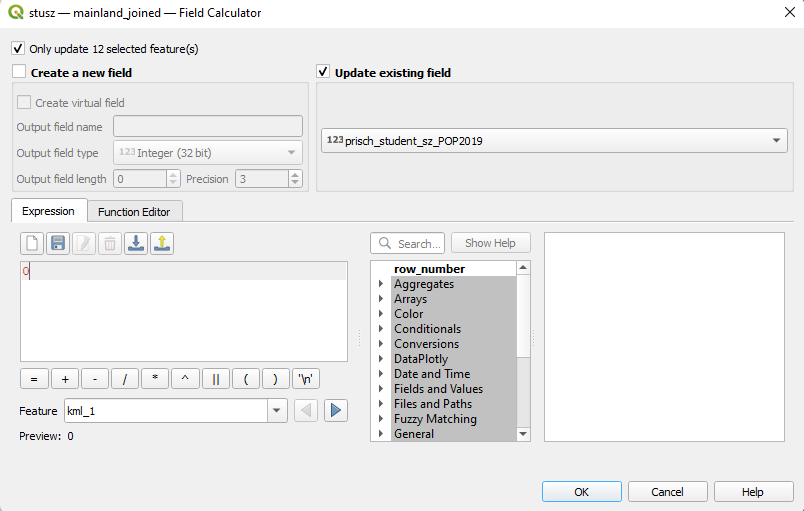 stusz — mainland_joined — Field Calculator
Only update 12 selected feature(s)
Create a new field
Update existing field
Create virtual field
Output field name
Output field type 123 Integer (32 bit)
Output field length 0 Precision 3
123 prisch_student_sz_POP2019
Expression Function Editor
Search... Show Help
0
row_number
Aggregates
Arrays
Color
Conditionals
Conversions
DataPlotly
Date and Time
Fields and Values
Files and Paths
Fuzzy Matching
General
= + - / * ^ || ( ) '\n'
Feature kml_1
Preview: 0
OK Cancel Help